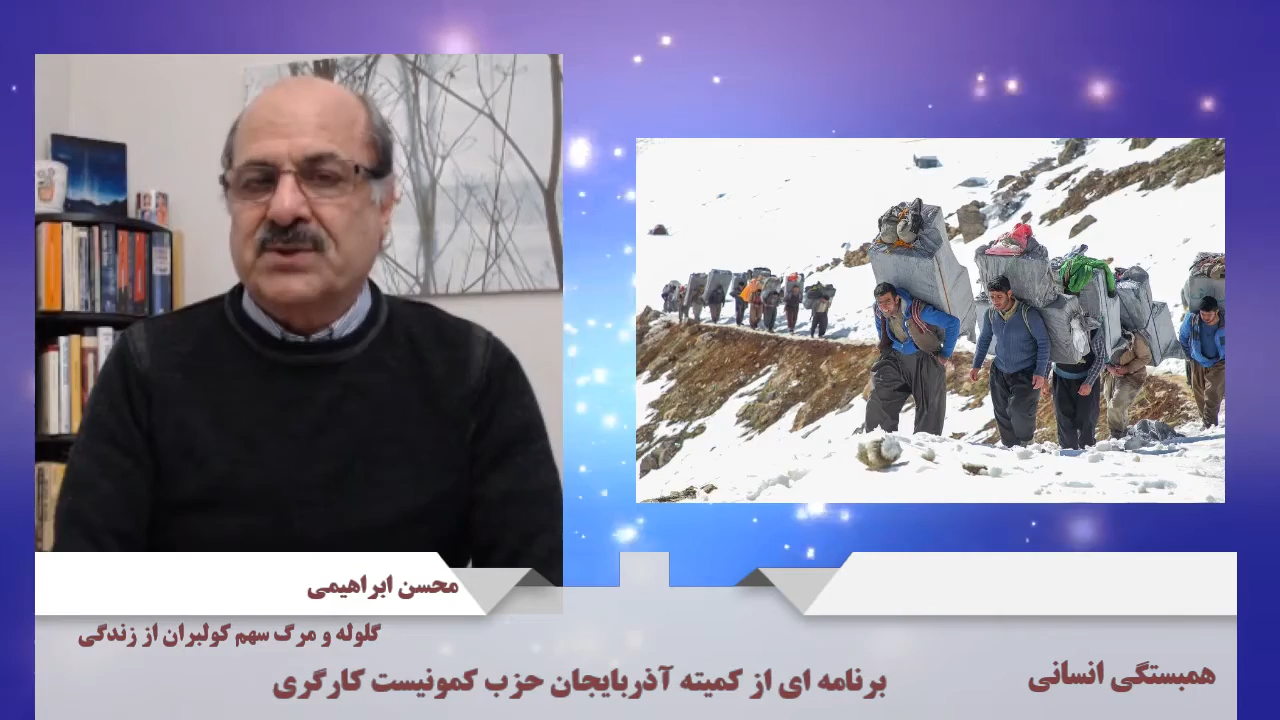 محسن ابراهیمی
گلوله و مرگ سهم کولبران از زندگی
همبستگی انسانی
برنامه ای از کمیته آذربایجان حزب کمونیست کارگری